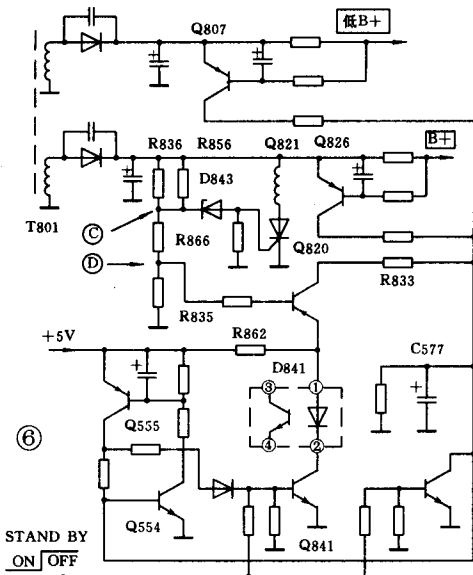 Q807
低B+
R836 R856 Q821 Q826
B+
D843
T801
C
R866
Q820
D
R833
R835
+5V
R862
C577
D841
③ ①
④ ②
⑥
Q555
Q554
Q841
STAND BY
ON OFF